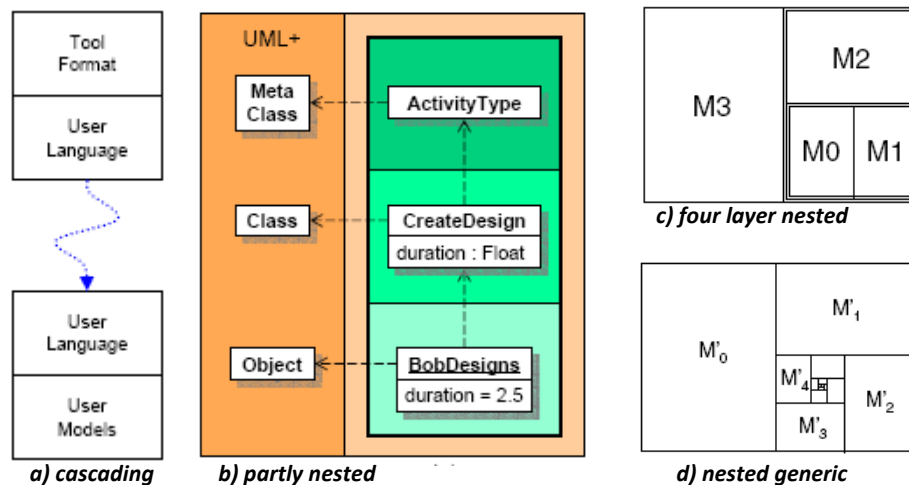 Tool
Format
User
Language
User
Language
User
Models
a) cascading
UML+
Meta
Class
ActivityType
Class
CreateDesign
duration : Float
Object
BobDesigns
duration = 2.5
b) partly nested
M3
M2
M0
M1
c) four layer nested
M'0
M'1
M'4
M'2
M'3
d) nested generic